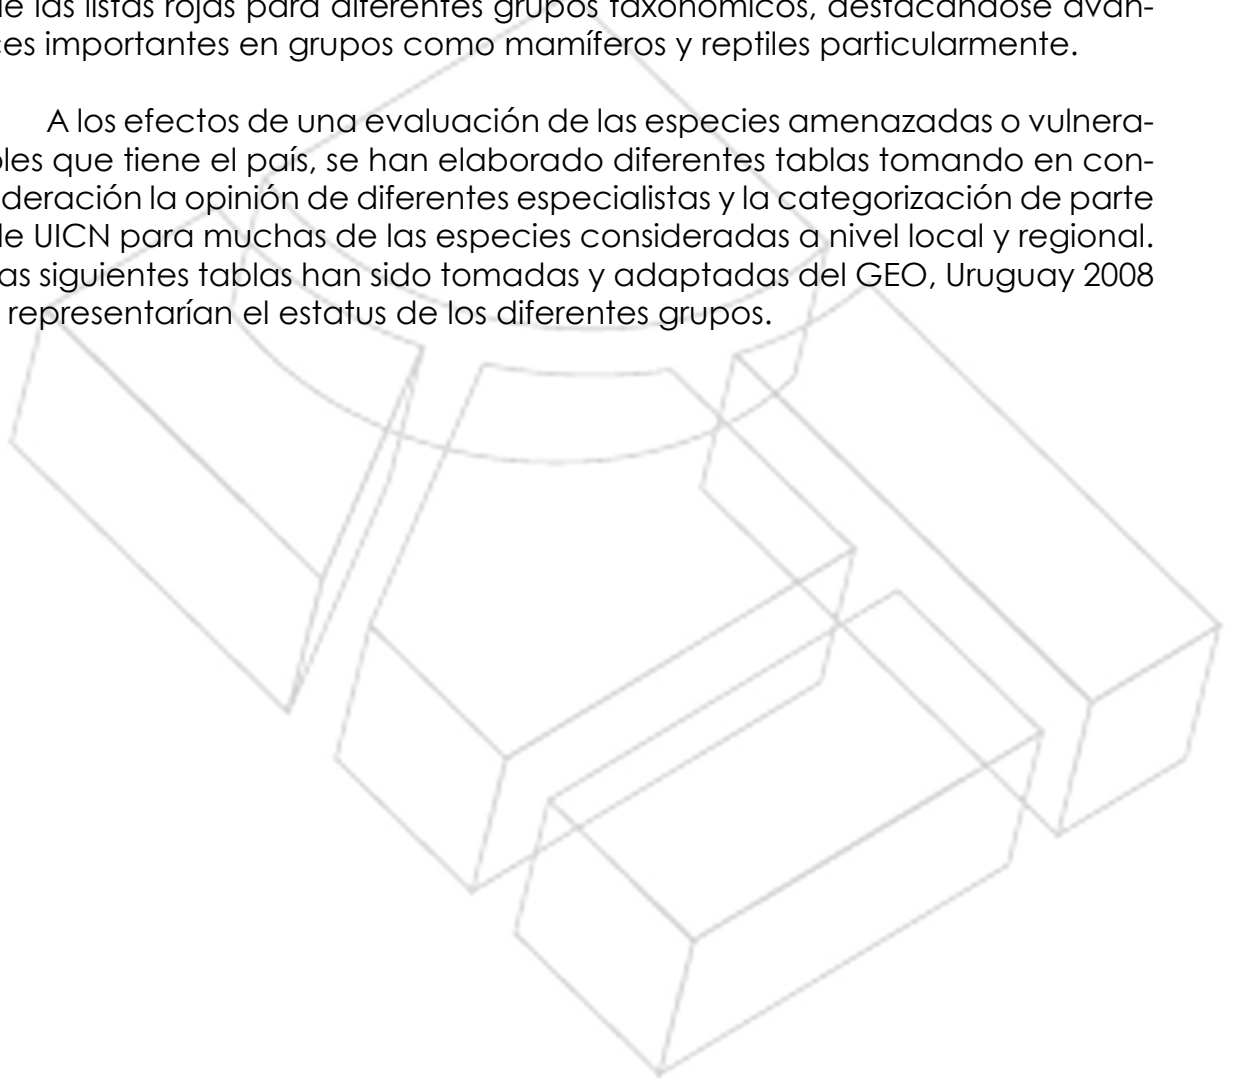 de las listas rojas para diferentes grupos taxonómicos, destacándose avan-
ces importantes en grupos como mamíferos y reptiles particularmente.
A los efectos de una evaluación de las especies amenazadas o vulnera-
bles que tiene el país, se han elaborado diferentes tablas tomando en con-
deración la opinión de diferentes especialistas y la categorización de parte
de UICN para muchas de las especies consideradas a nivel local y regional.
as siguientes tablas han sido tomadas y adaptadas del GEO, Uruguay 2008
representarían el estatus de los diferentes grupos.